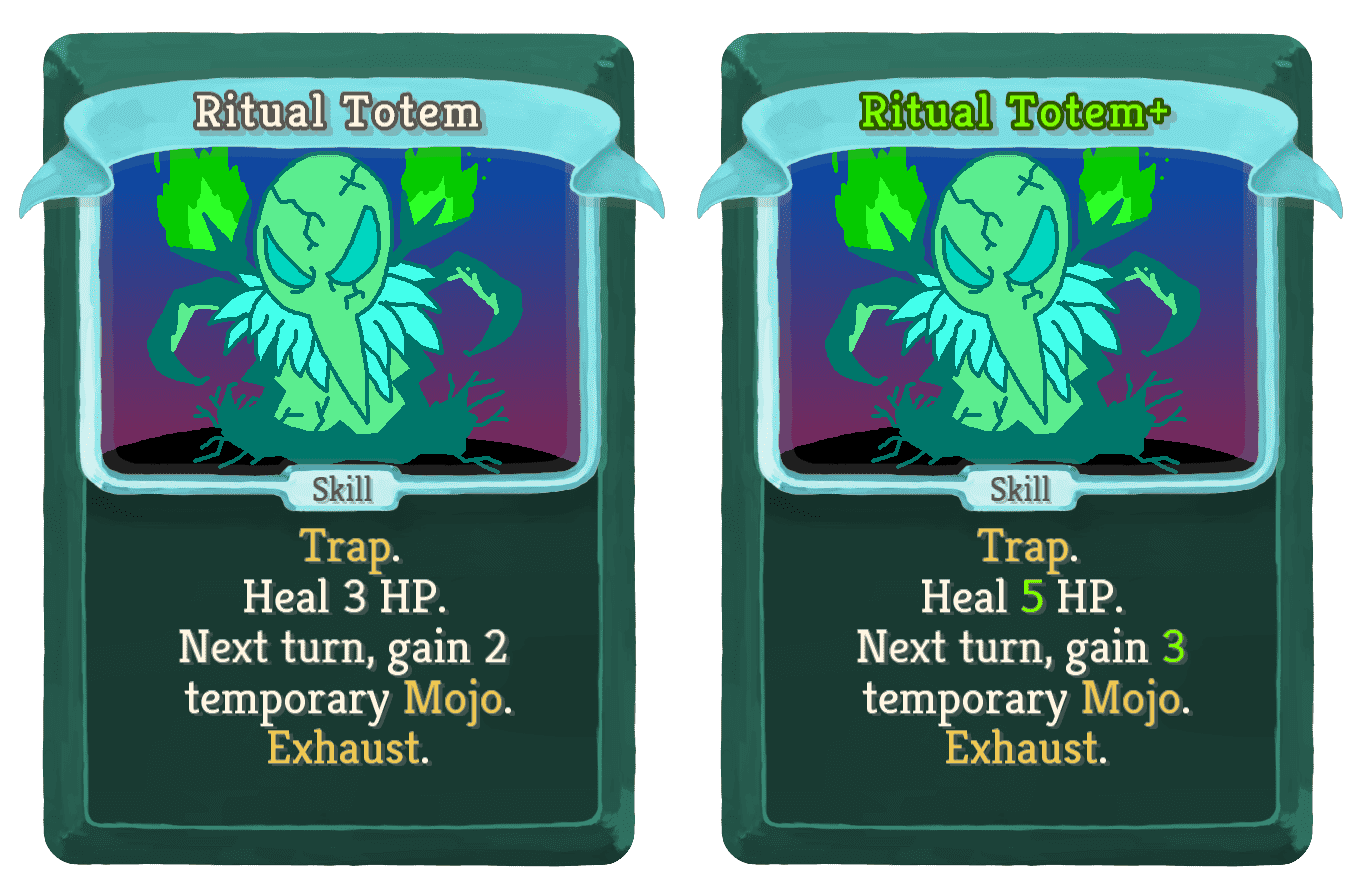 Ritual Totem
Skill
Trap.
Heal 3 HP.
Next turn, gain 2
temporary Mojo.
Exhaust.
Ritual Totem+
Skill
Trap.
Heal 5 HP.
Next turn, gain 3
temporary Mojo.
Exhaust.